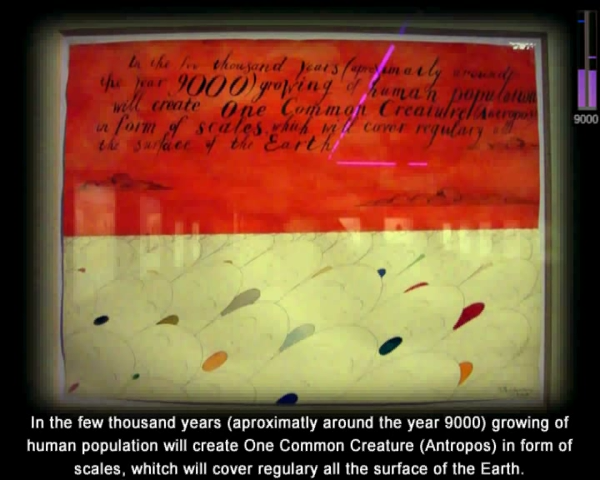 In the few thousand years (aproximatly around
the year 9000) growing of human population
will create One Common Creature (Antropos)
in form of scales, which will cover regulary all
the surface of the Earth
9000
In the few thousand years (aproximatly around the year 9000) growing of
human population will create One Common Creature (Antropos) in form of
scales, whitch will cover regulary all the surface of the Earth.